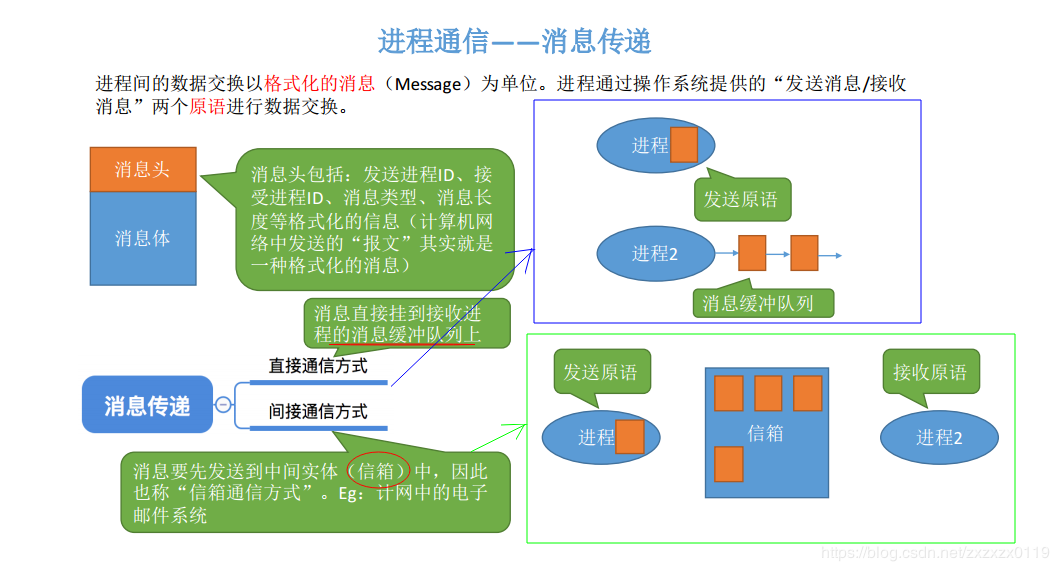 进程通信——消息传递
进程间的数据交换以格式化的消息（Message）为单位。进程通过操作系统提供的“发送消息/接收
消息”两个原语进行数据交换。
消息头
消息体
消息头包括：发送进程ID、接
受进程ID、消息类型、消息长
度等格式化的信息（计算机网
络中发送的“报文”其实就是
一种格式化的消息）
进程
发送原语
进程2
消息缓冲队列
消息直接挂到接收进
程的消息缓冲队列上
直接通信方式
消息传递
间接通信方式
消息要先发送到中间实体（信箱）中，因此
也称“信箱通信方式”。Eg：计网中的电子
邮件系统
发送原语
进程
信箱
接收原语
进程2
https://blog.csdn.net/zxzxzx0119